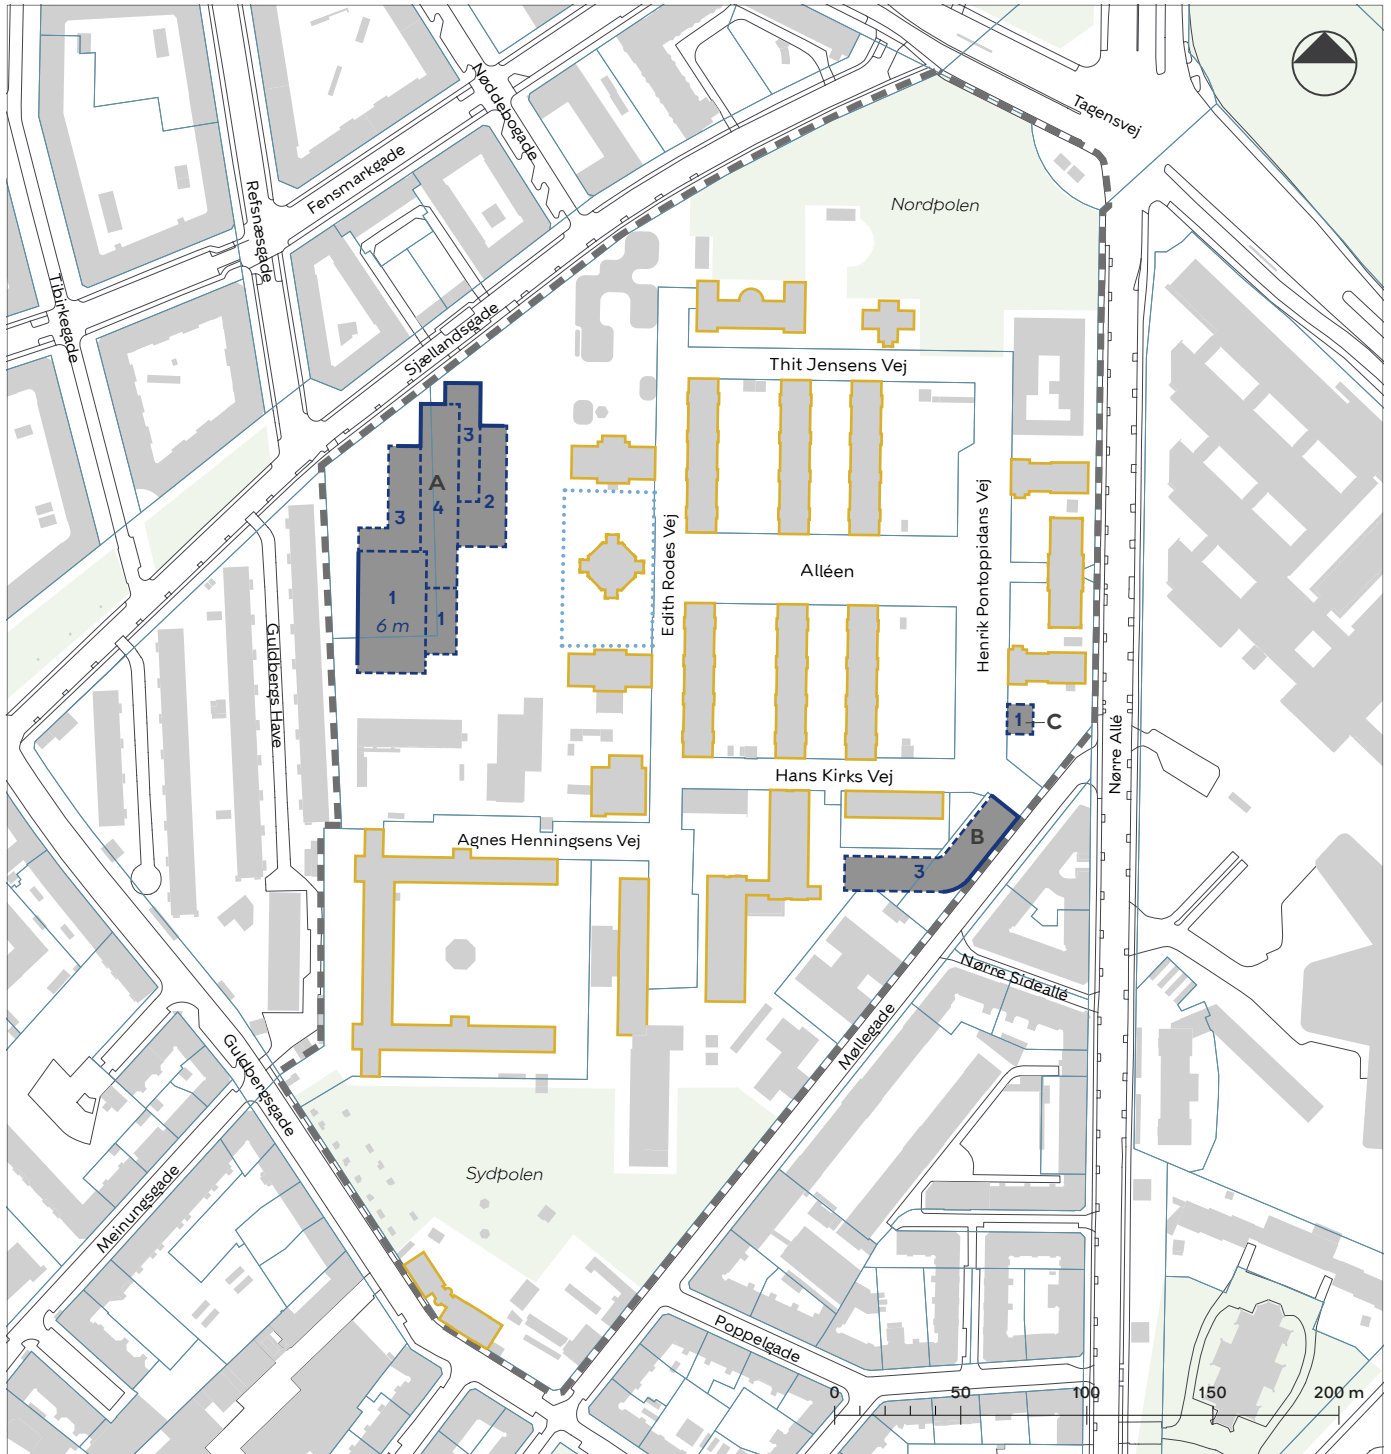 Nøddebogade
Tagensvej
Fensmarkgade
Refsnæsgade
Nordpolen
Tibirkegade
Sjællandsgade
Thit Jensens Vej
3
A
4
2
3
Edith Rodes Vej
Henrik Pontoppidans Vej
Alléen
1
6 m
1
Guldbergs Have
1
C
Nørre Allé
Hans Kirks Vej
Agnes Henningsens Vej
B
3
Nørre Sideallé
Møllegade
Guldbergsgade
Sydpolen
Meinungsgade
Poppelgade
0 50 100 150 200 m